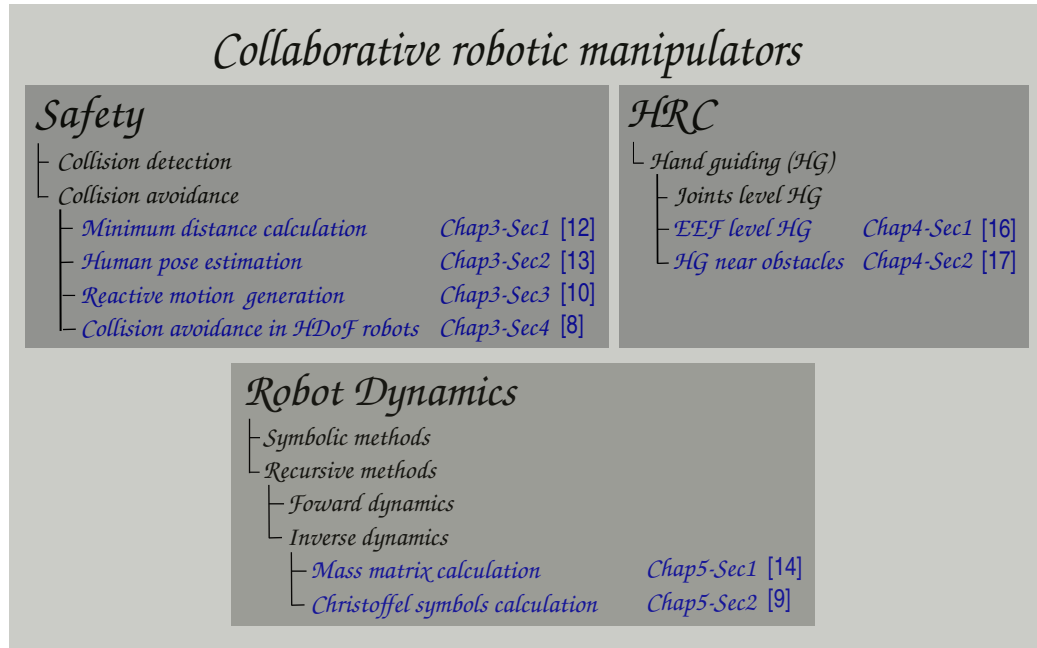 Collaborative robotic manipulators
Safety
Collision detection
Collision avoidance
Minimum distance calculation Chap3-Sec1 [12]
Human pose estimation Chap3-Sec2 [13]
Reactive motion generation Chap3-Sec3 [10]
Collision avoidance in HDoF robots Chap3-Sec4 [8]
HRC
Hand guiding (HG)
Joints level HG
EEF level HG Chap4-Sec1 [16]
HG near obstacles Chap4-Sec2 [17]
Robot Dynamics
Symbolic methods
Recursive methods
Foward dynamics
Inverse dynamics
Mass matrix calculation Chap5-Sec1 [14]
Christoffel symbols calculation Chap5-Sec2 [9]